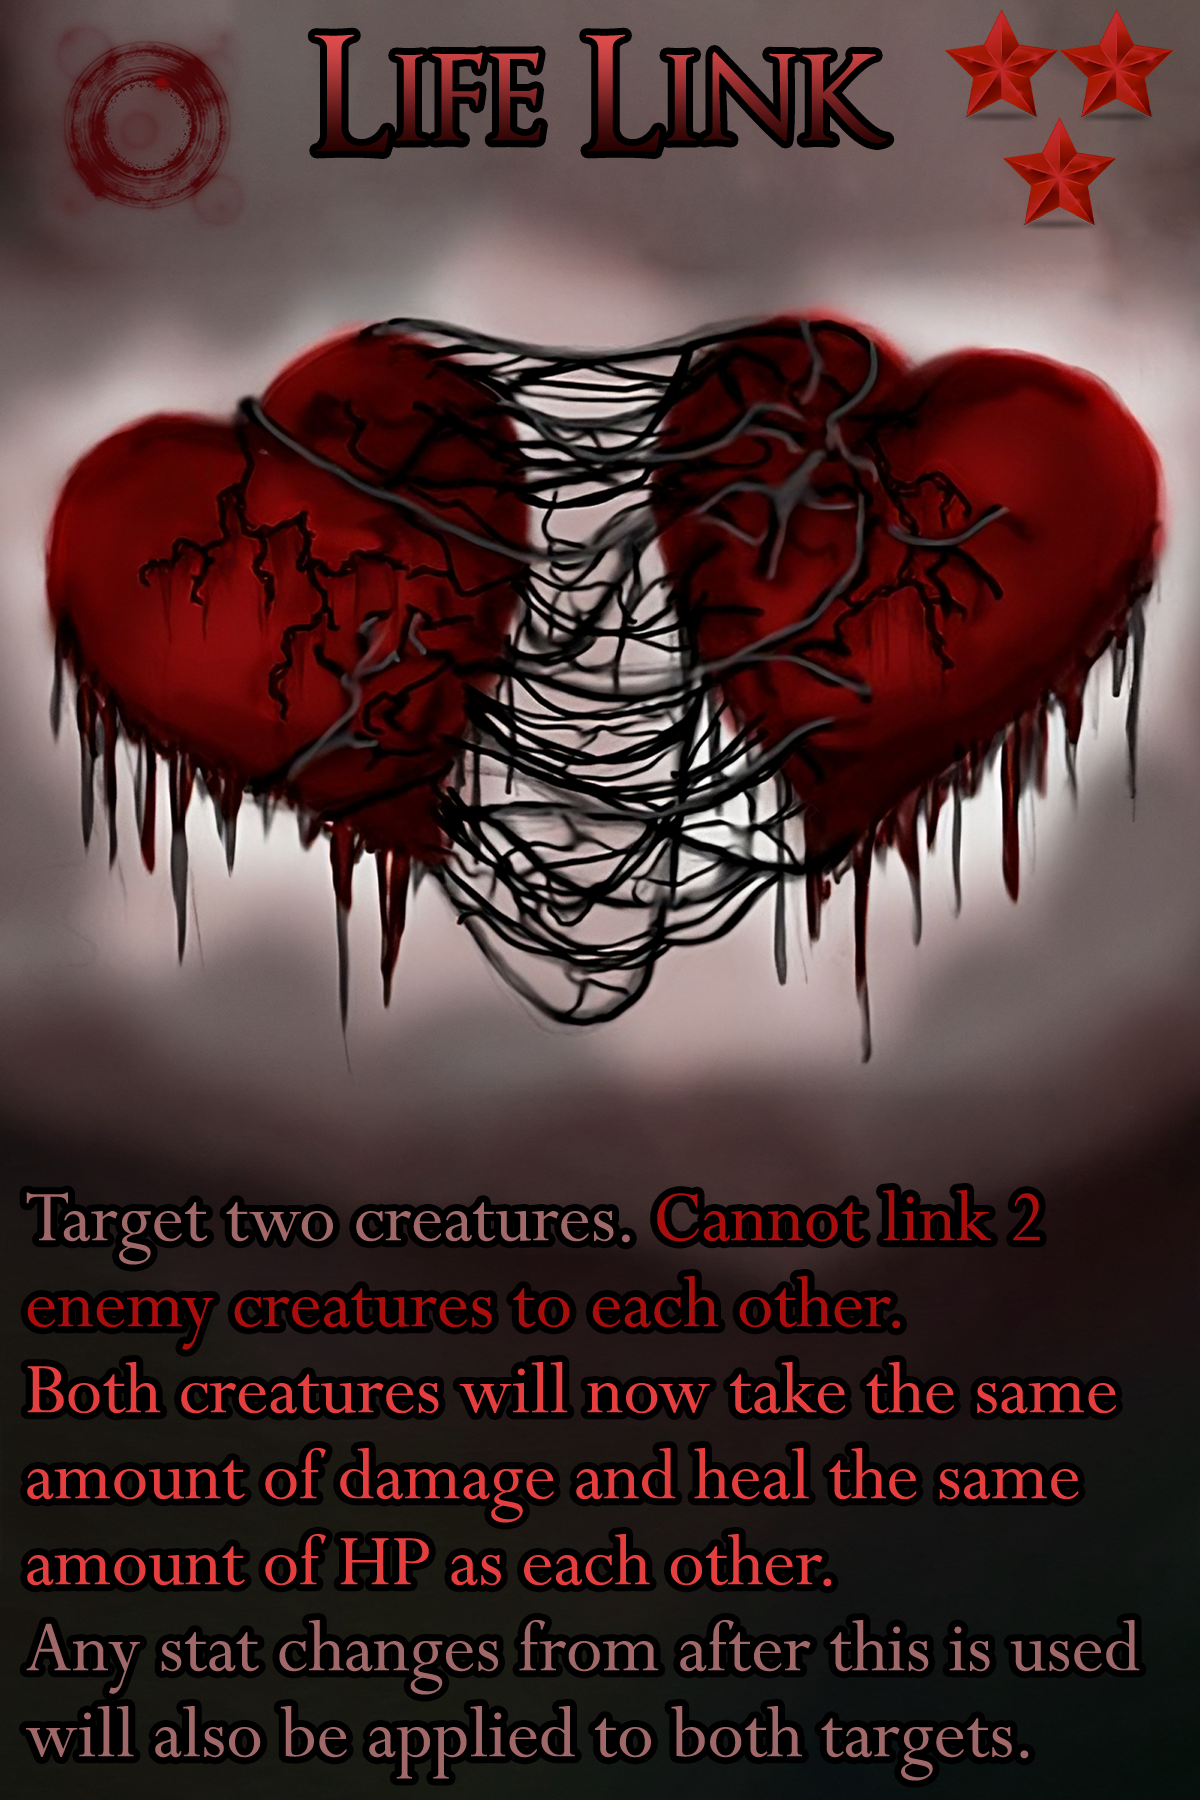 Life Link
Target two creatures. Cannot link 2
enemy creatures to each other.
Both creatures will now take the same
amount of damage and heal the same
amount of HP as each other.
Any stat changes from after this is used
will also be applied to both targets.